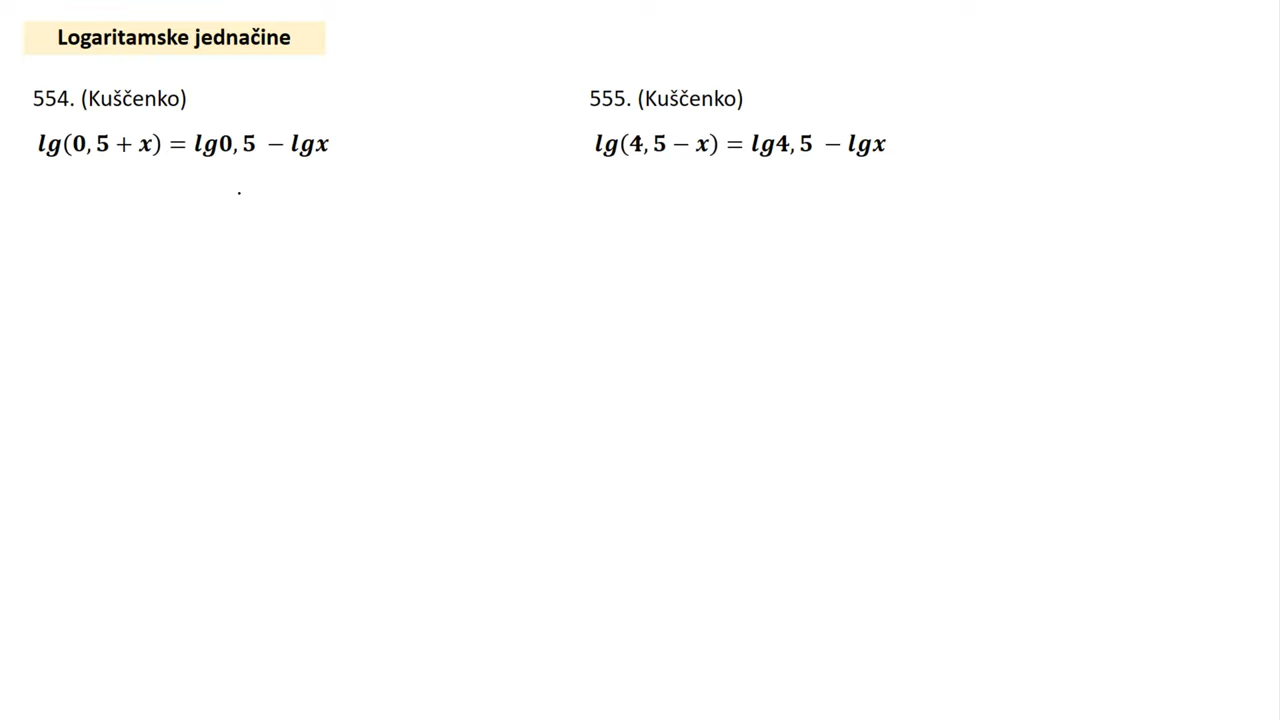 Logaritamske jednačine
554. (Kuščenko)
lg(0,5 + x) = lg0,5 − lgx
555. (Kuščenko)
lg(4,5 − x) = lg4,5 − lgx